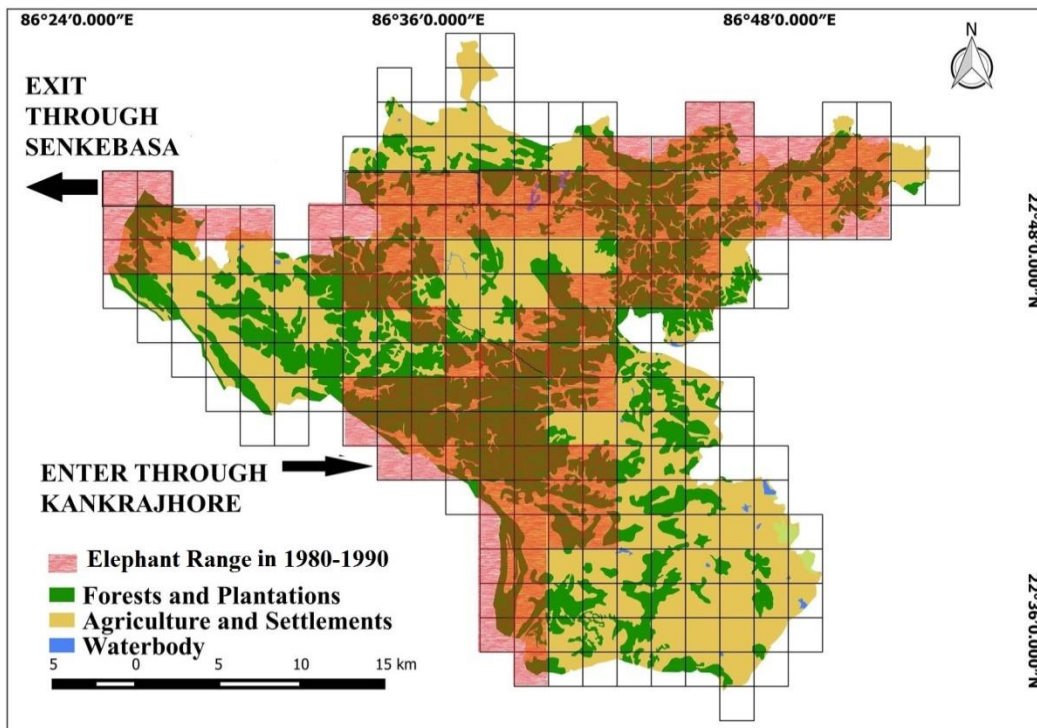 86°24′0.000″E
86°36′0.000″E
86°48′0.000″E
N
EXIT
THROUGH
SENKEBASA
22°48′0.000″N
ENTER THROUGH
KANKRAJHORE
Elephant Range in 1980-1990
Forests and Plantations
Agriculture and Settlements
Waterbody
22°36′0.000″N
5 0 5 10 15 km